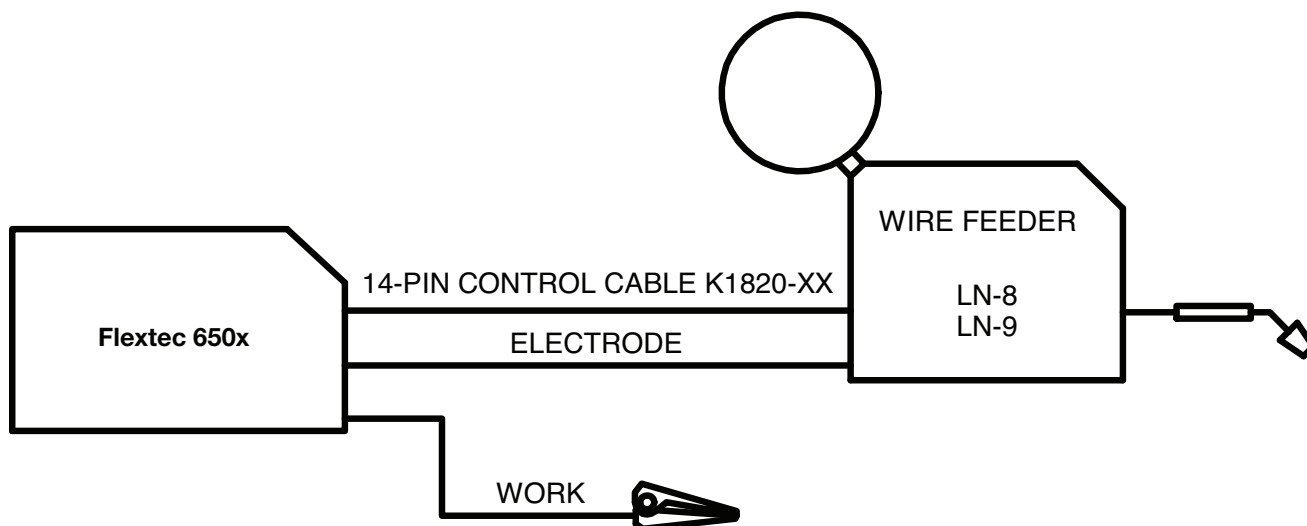 WIRE FEEDER
LN-8
LN-9
14-PIN CONTROL CABLE K1820-XX
Flextec 650x
ELECTRODE
WORK